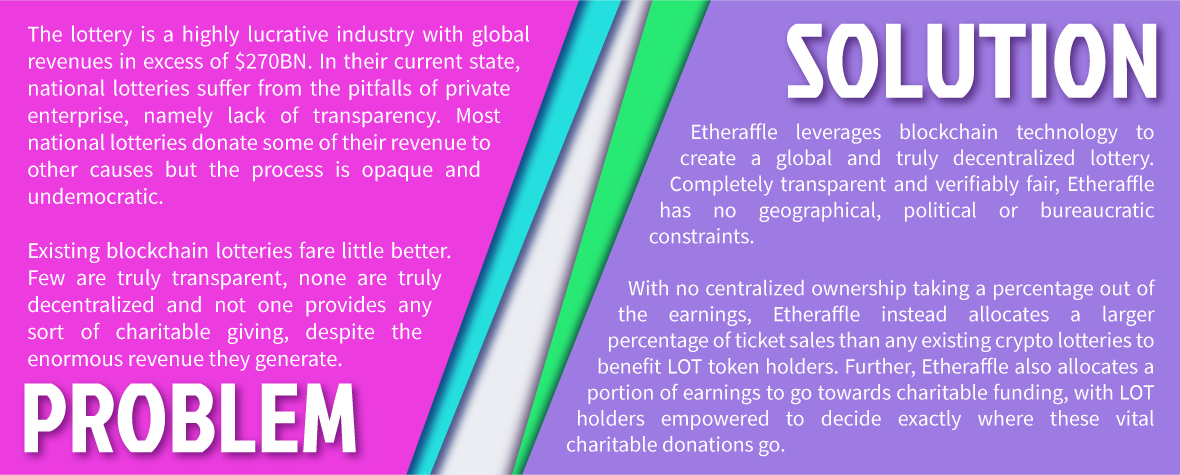 The lottery is a highly lucrative industry with global
revenues in excess of $270BN. In their current state,
national lotteries suffer from the pitfalls of private
enterprise, namely lack of transparency. Most
national lotteries donate some of their revenue to
other causes but the process is opaque and
undemocratic.
Existing blockchain lotteries fare little better.
Few are truly transparent, none are truly
decentralized and not one provides any
sort of charitable giving, despite the
enormous revenue they generate.
PROBLEM
SOLUTION
Etheraffle leverages blockchain technology to
create a global and truly decentralized lottery.
Completely transparent and verifiably fair, Etheraffle
has no geographical, political or bureaucratic
constraints.
With no centralized ownership taking a percentage out of
the earnings, Etheraffle instead allocates a larger
percentage of ticket sales than any existing crypto lotteries to
benefit LOT token holders. Further, Etheraffle also allocates a
portion of earnings to go towards charitable funding, with LOT
holders empowered to decide exactly where these vital
charitable donations go.